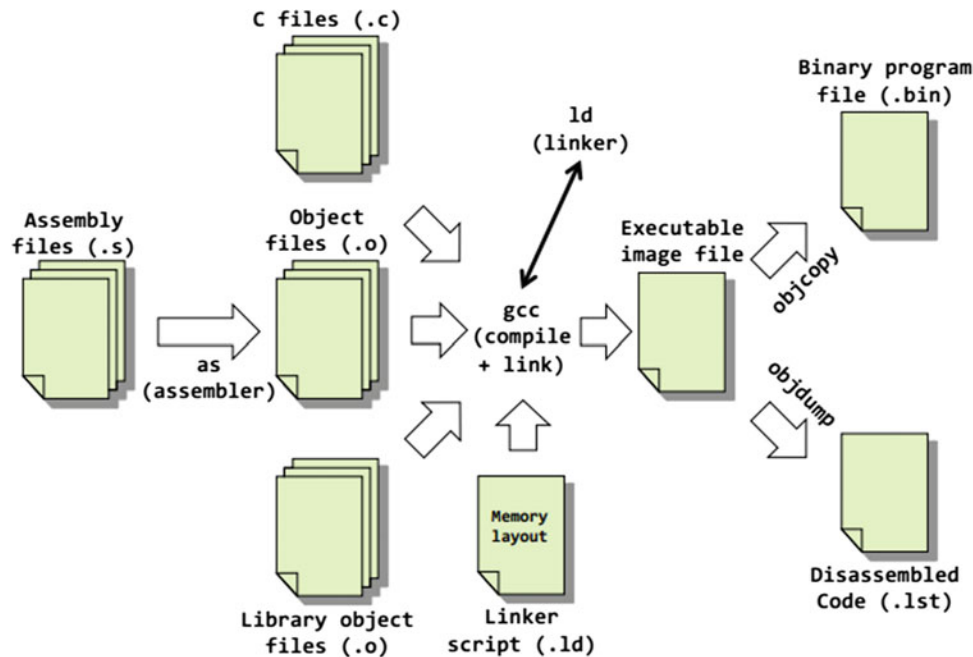 C files (.c)
Binary program
file (.bin)
ld
(linker)
Assembly
files (.s)
Object
files (.o)
Executable
image file
objcopy
gcc
(compile
+ link)
as
(assembler)
objdump
Memory
layout
Library object
files (.o)
Linker
script (.ld)
Disassembled
Code (.lst)